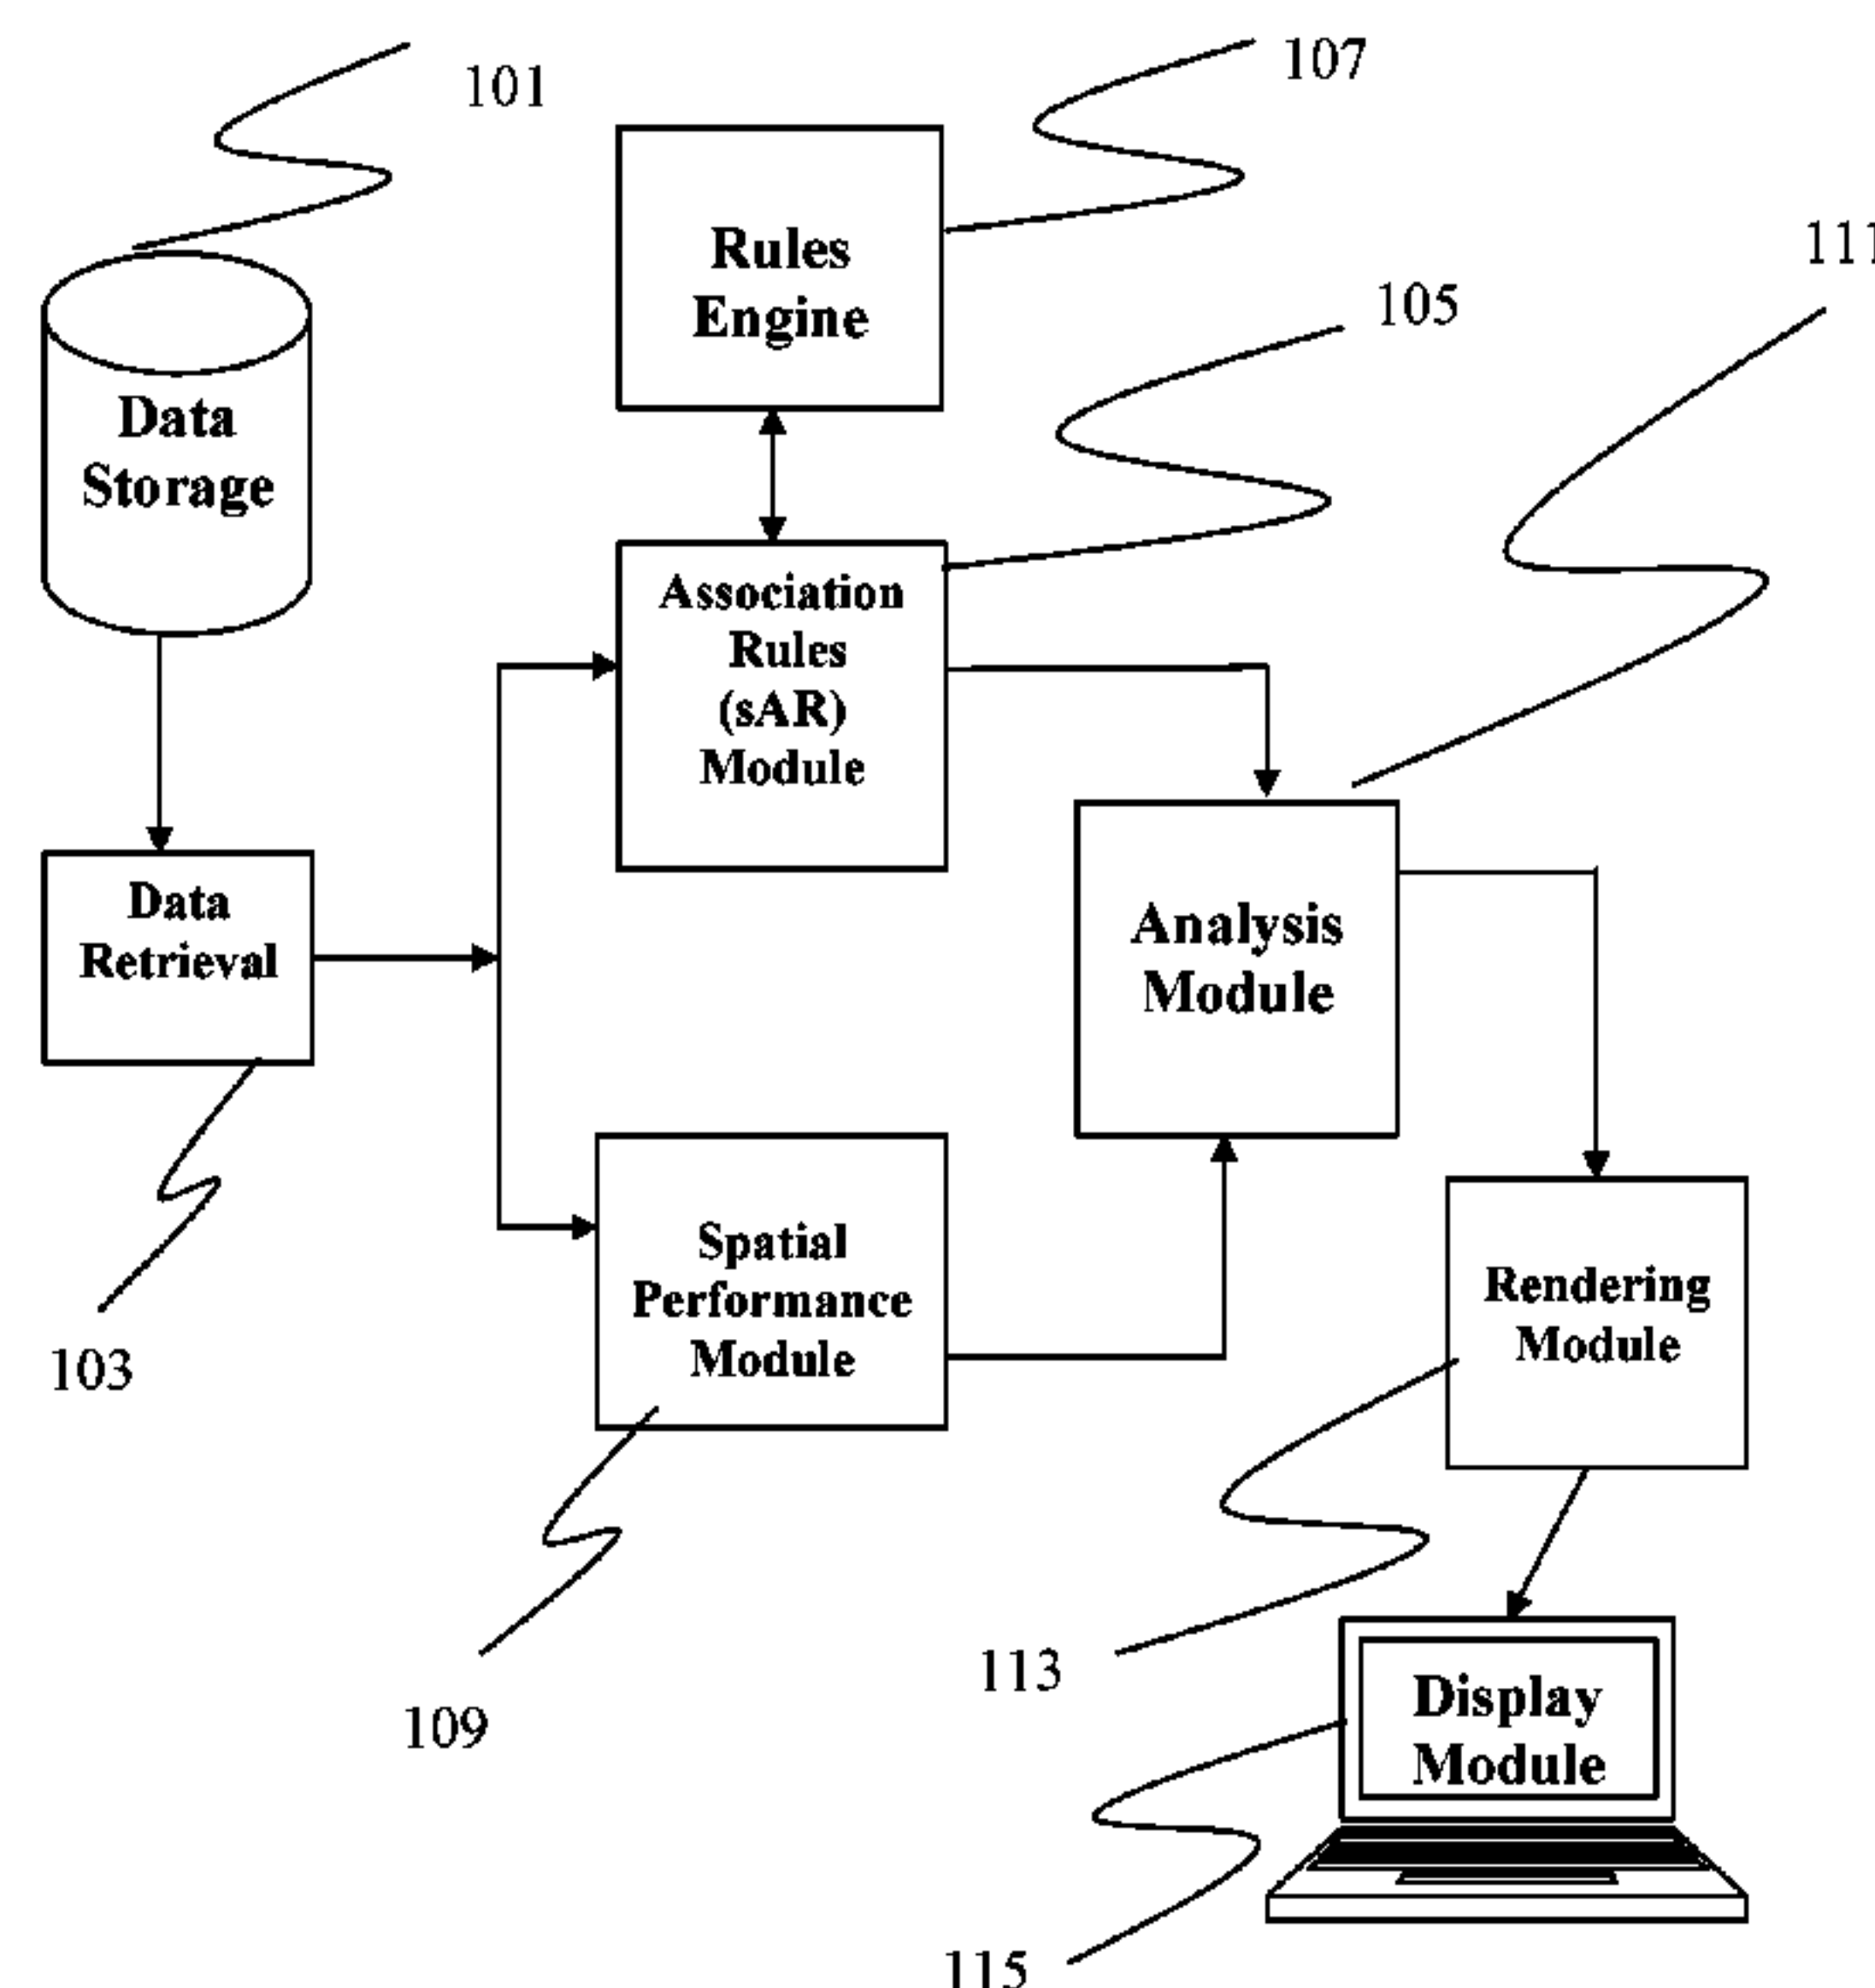 101
107
Rules
Engine
111
105
Data
Storage
Association
Rules
(sAR)
Module
Data
Retrieval
Analysis
Module
Spatial
Performance
Module
Rendering
Module
103
109
113
Display
Module
115